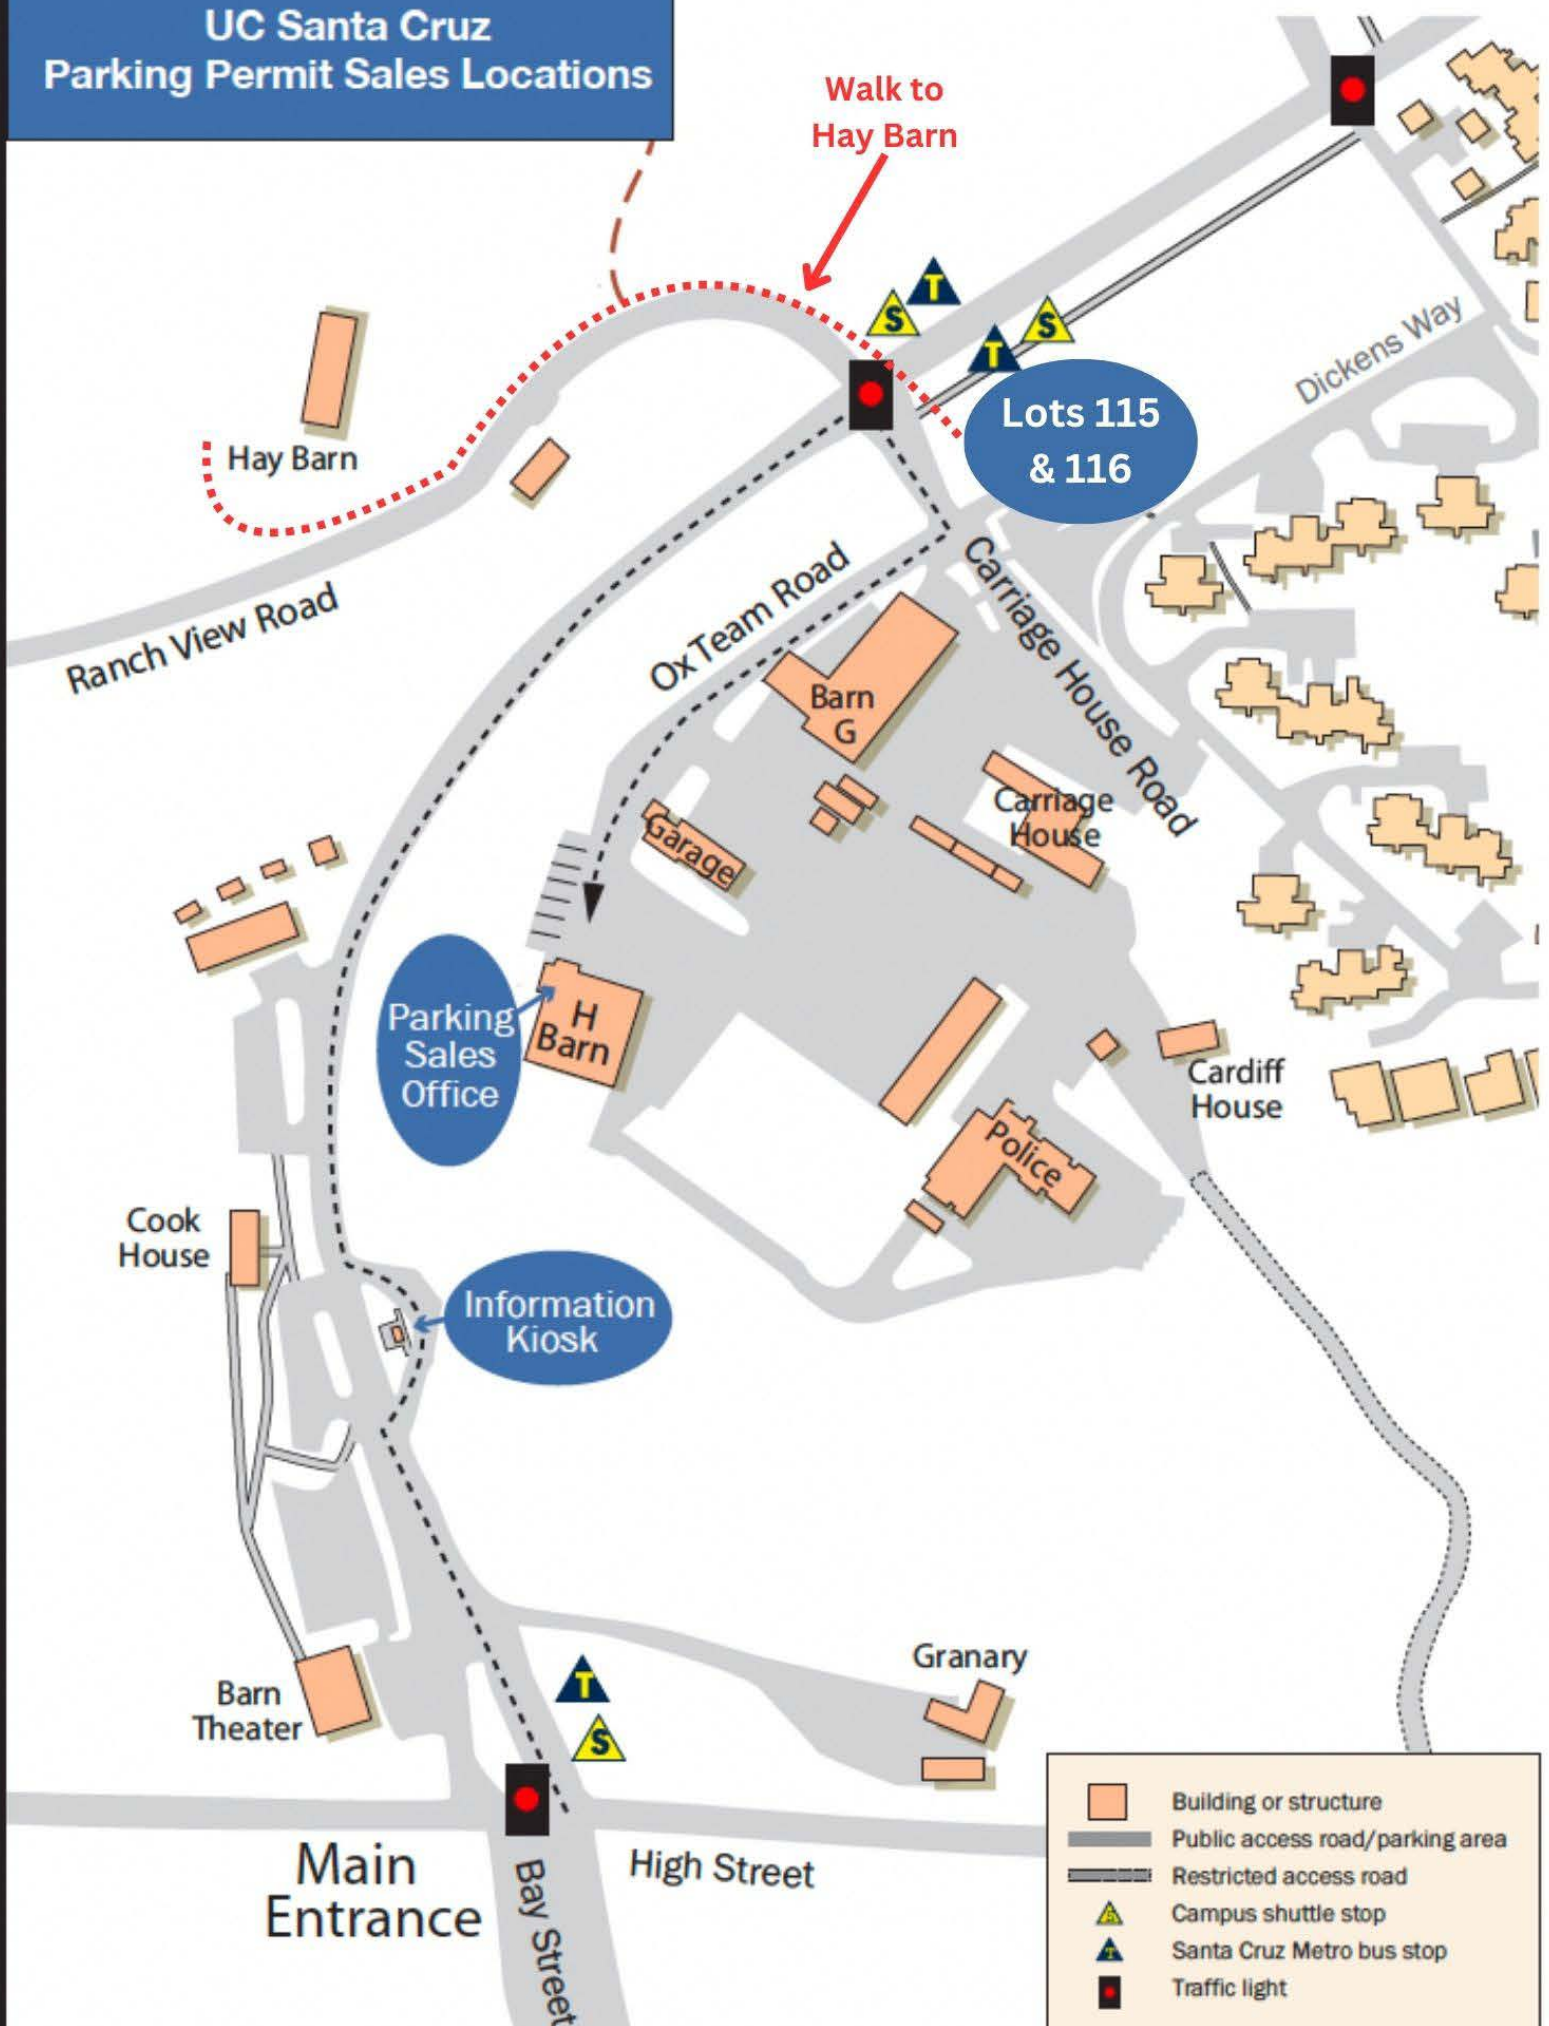 UC Santa Cruz
Parking Permit Sales Locations
Walk to
Hay Barn
S
T
T
S
Lots 115
& 116
Dickens Way
Hay Barn
Ranch View Road
Ox Team Road
Carriage House Road
Barn
G
Carriage
House
Garage
Parking
Sales
Office
H
Barn
Cardiff
House
Police
Cook
House
Information
Kiosk
Granary
T
S
Barn
Theater
Main
Entrance
High Street
Bay Street
Building or structure
Public access road/parking area
Restricted access road
S
Campus shuttle stop
T
Santa Cruz Metro bus stop
Traffic light